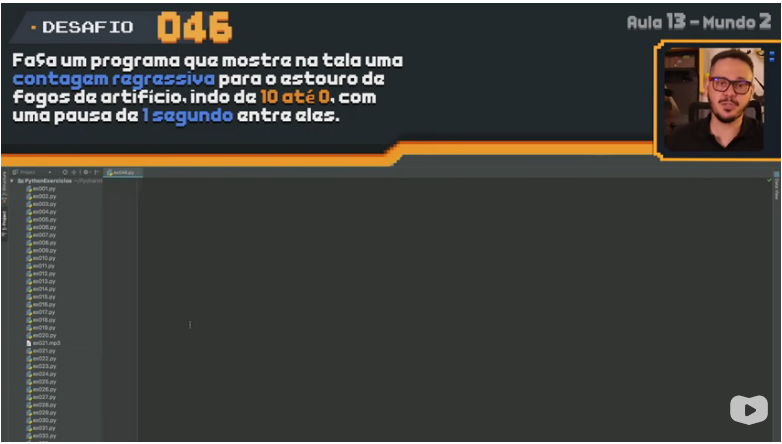 • DESAFIO 046
Aula 13 – Mundo 2
Faça um programa que mostre na tela uma
contagem regressiva para o estouro de
fogos de artifício, indo de 10 até 0, com
uma pausa de 1 segundo entre eles.
Project
ex046.py
PythonExercicios
ex001.py
ex002.py
ex003.py
ex004.py
ex005.py
ex006.py
ex007.py
ex008.py
ex009.py
ex010.py
ex011.py
ex012.py
ex013.py
ex014.py
ex015.py
ex016.py
ex017.py
ex018.py
ex019.py
ex020.py
ex021.mp3
ex021.py
ex022.py
ex023.py
ex024.py
ex025.py
ex026.py
ex027.py
ex028.py
ex029.py
ex030.py
ex031.py
ex032.py